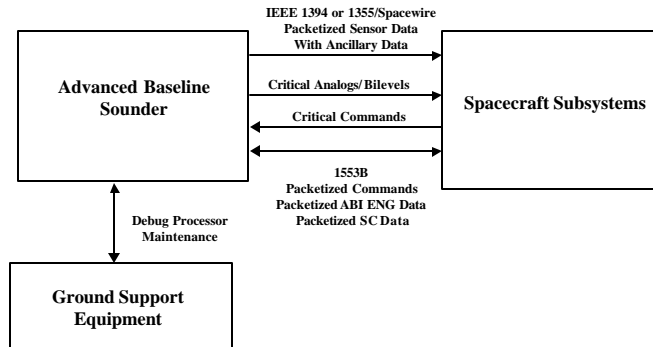 IEEE 1394 or 1355/Spacewire
Packetized Sensor Data
With Ancillary Data
Advanced Baseline
Sounder
Critical Analogs/Bilevels
Spacecraft Subsystems
Critical Commands
1553B
Packetized Commands
Packetized ABI ENG Data
Packetized SC Data
Debug Processor
Maintenance
Ground Support
Equipment